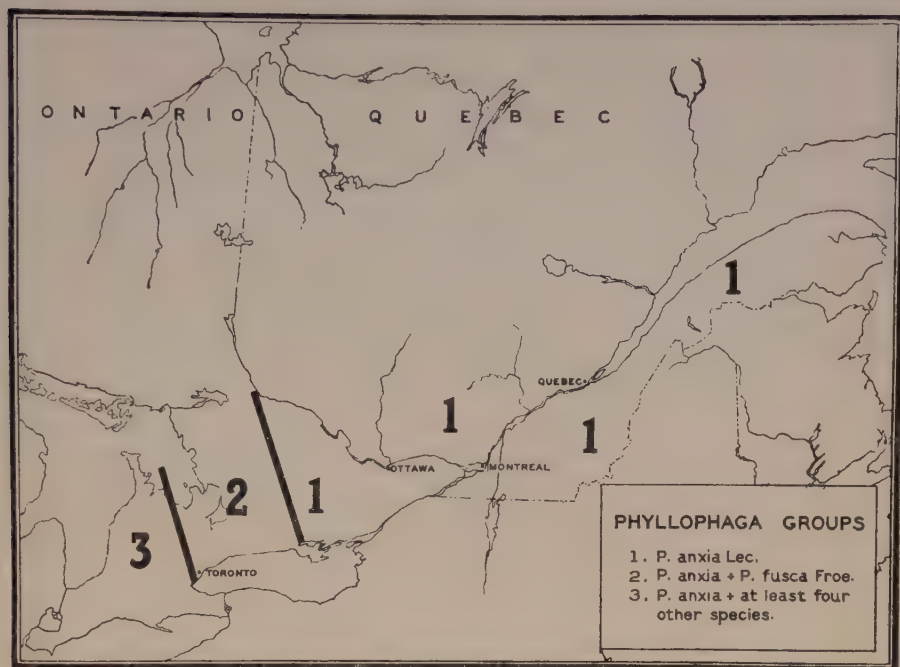 ONTARIO
QUEBEC
1
QUEBEC
1
1
OTTAWA
MONTREAL
2
1
3
TORONTO
PHYLLOPHAGA GROUPS
1. P. anxia Lec.
2. P. anxia + P. fusca Froe.
3. P. anxia + at least four
other species.